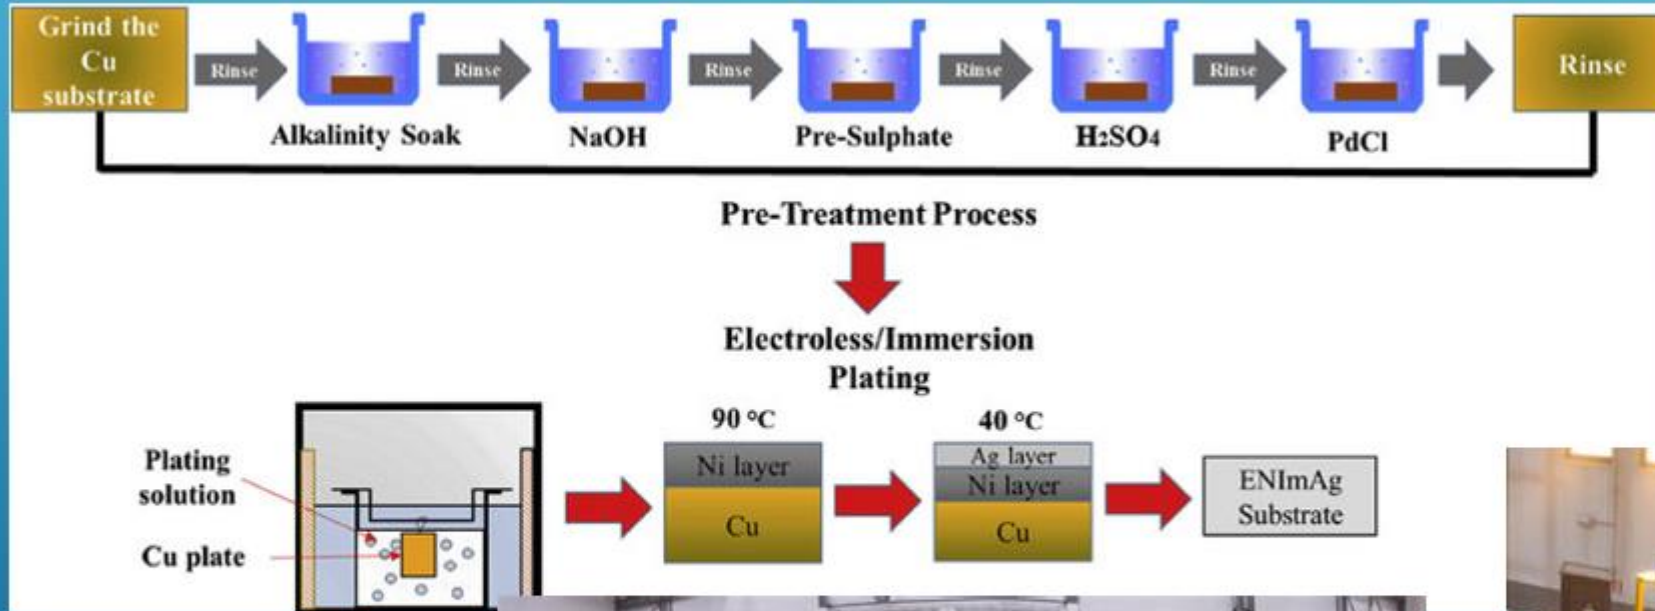 Grind the
Cu
substrate
Rinse
Rinse
Rinse
Rinse
Rinse
Rinse
Alkalinity Soak
NaOH
Pre-Sulphate
H₂SO₄
PdCl
Pre-Treatment Process
Electroless/Immersion
Plating
90 °C
40 °C
Plating
solution
Cu plate
Ni layer
Cu
Ag layer
Ni layer
Cu
ENImAg
Substrate